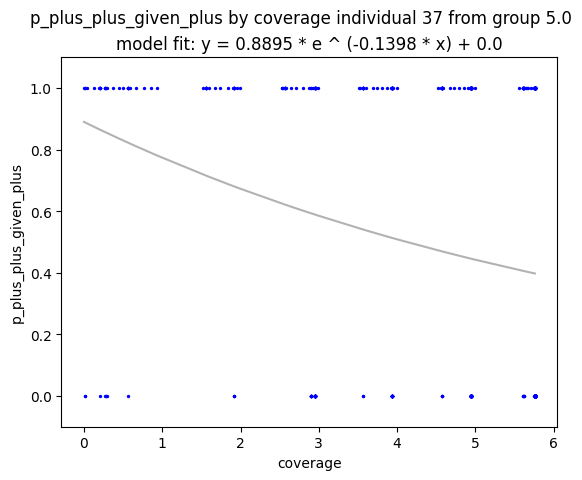 p_plus_plus_given_plus by coverage individual 37 from group 5.0
model fit: y = 0.8895 * e ^ (-0.1398 * x) + 0.0
1.0
0.8
0.6
0.4
0.2
0.0
p_plus_plus_given_plus
0 1 2 3 4 5 6
coverage